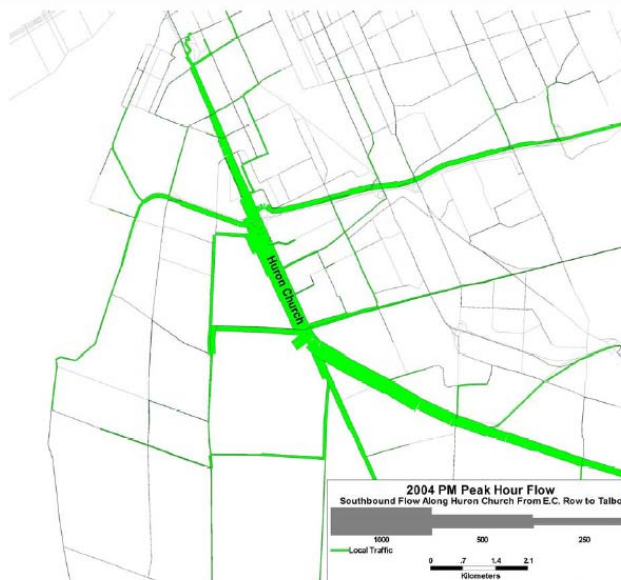 Huron Church
2004 PM Peak Hour Flow
Southbound Flow Along Huron Church From E.C. Row to Talbo
1000 500 250
Local Traffic
0 .7 1.4 2.1
Kilometers